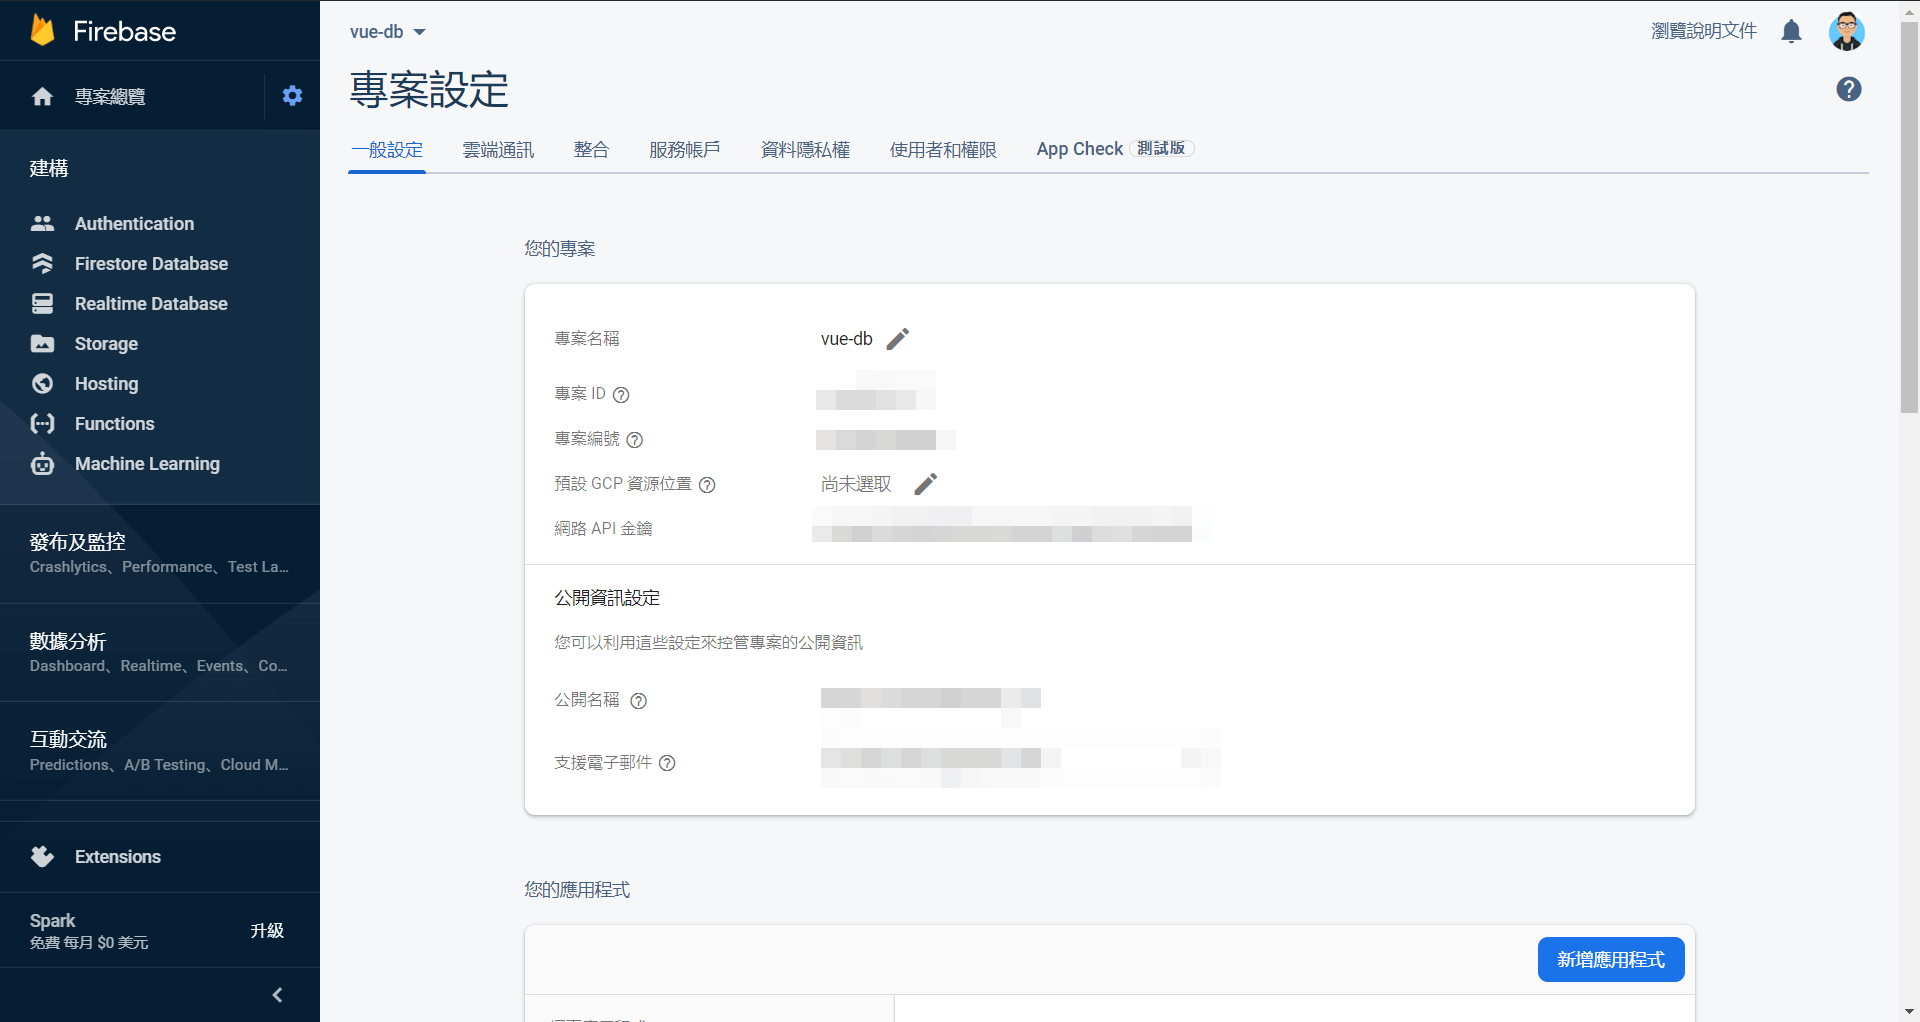 Firebase
專案總覽
建構
Authentication
Firestore Database
Realtime Database
Storage
Hosting
Functions
Machine Learning
發布及監控
Crashlytics、Performance、Test La...
數據分析
Dashboard、Realtime、Events、Co...
互動交流
Predictions、A/B Testing、Cloud M...
Extensions
Spark
免費 每月 $0 美元
升級
vue-db
瀏覽說明文件
專案設定
一般設定 雲端通訊 整合 服務帳戶 資料隱私權 使用者和權限 App Check 測試版
您的專案
專案名稱 vue-db
專案 ID
專案編號
預設 GCP 資源位置 尚未選取
網路 API 金鑰
公開資訊設定
您可以利用這些設定來控管專案的公開資訊
公開名稱
支援電子郵件
您的應用程式
新增應用程式